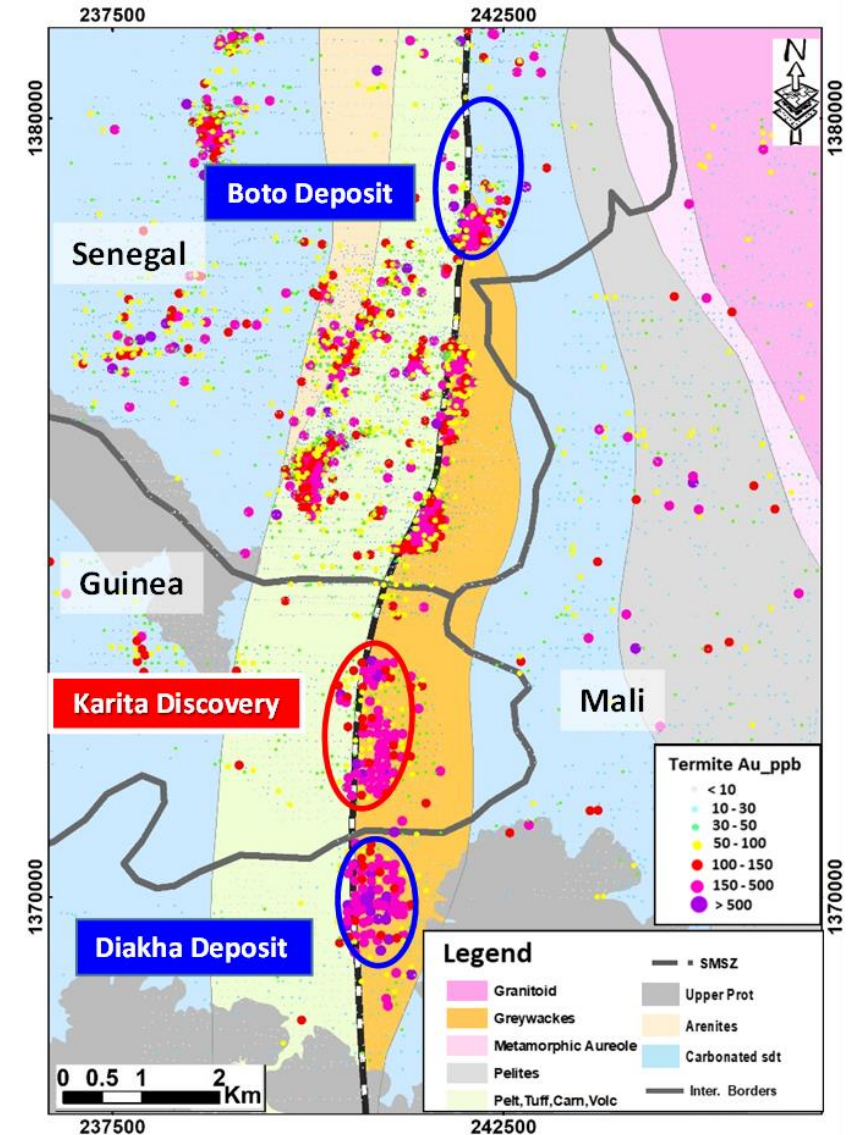 237500 242500
1380000 1380000
N
Boto Deposit
Senegal
Guinea
Karita Discovery
Mali
Termite Au_ppb
< 10
10 - 30
30 - 50
50 - 100
100 - 150
150 - 500
> 500
1370000 1370000
Diakha Deposit
Legend
Granitoid
Greywackes
Metamorphic Aureole
Pelites
Pelt,Tuff,Carn,Volc
SMSZ
Upper Prot
Arenites
Carbonated sdt
Inter. Borders
0 0.5 1 2
Km
237500 242500